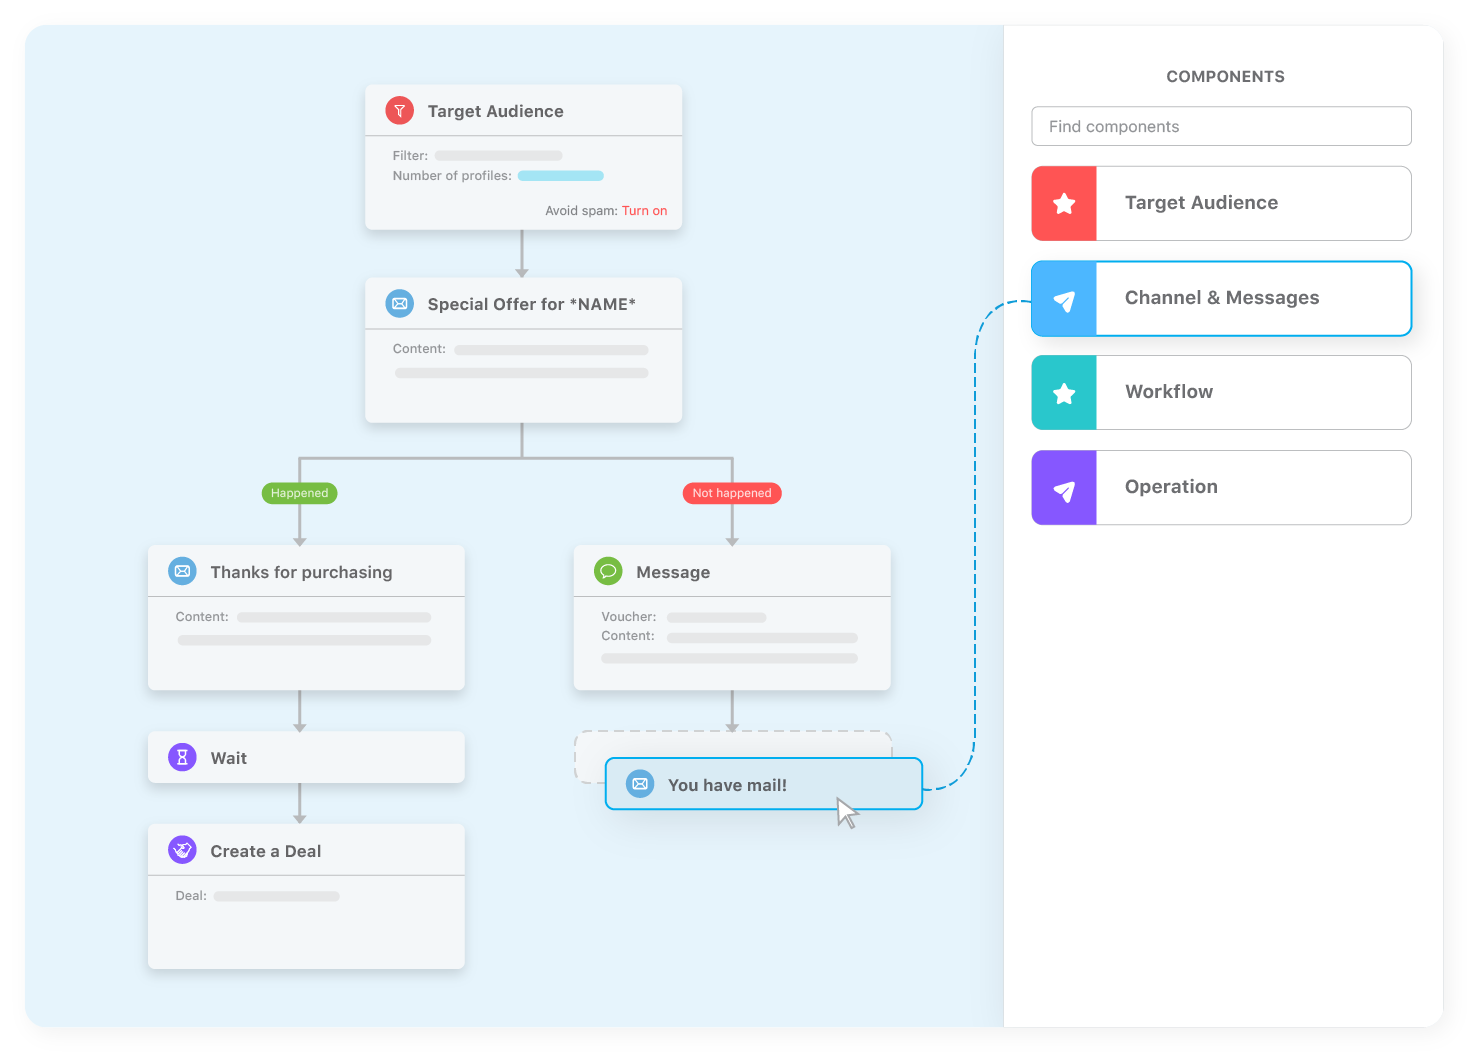 Target Audience
Filter:
Number of profiles:
Avoid spam: Turn on
Special Offer for *NAME*
Content:
Happened
Not happened
Thanks for purchasing
Content:
Message
Voucher:
Content:
Wait
You have mail!
Create a Deal
Deal:
COMPONENTS
Find components
Target Audience
Channel & Messages
Workflow
Operation